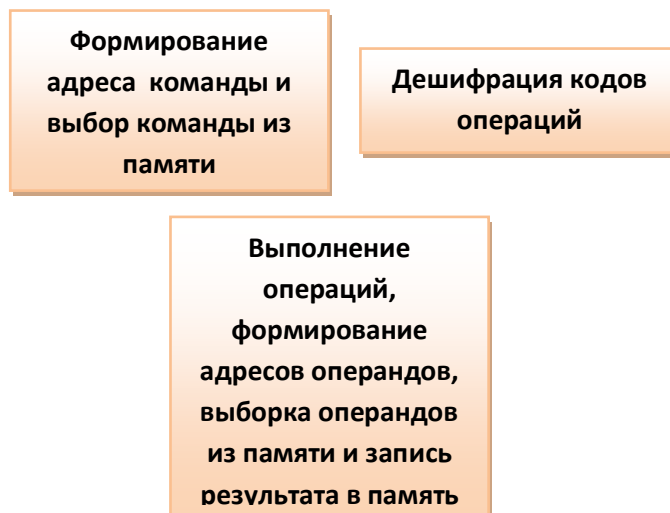 Формирование
адреса команды и
выбор команды из
памяти
Дешифрация кодов
операций
Выполнение
операций,
формирование
адресов операндов,
выборка операндов
из памяти и запись
результата в память